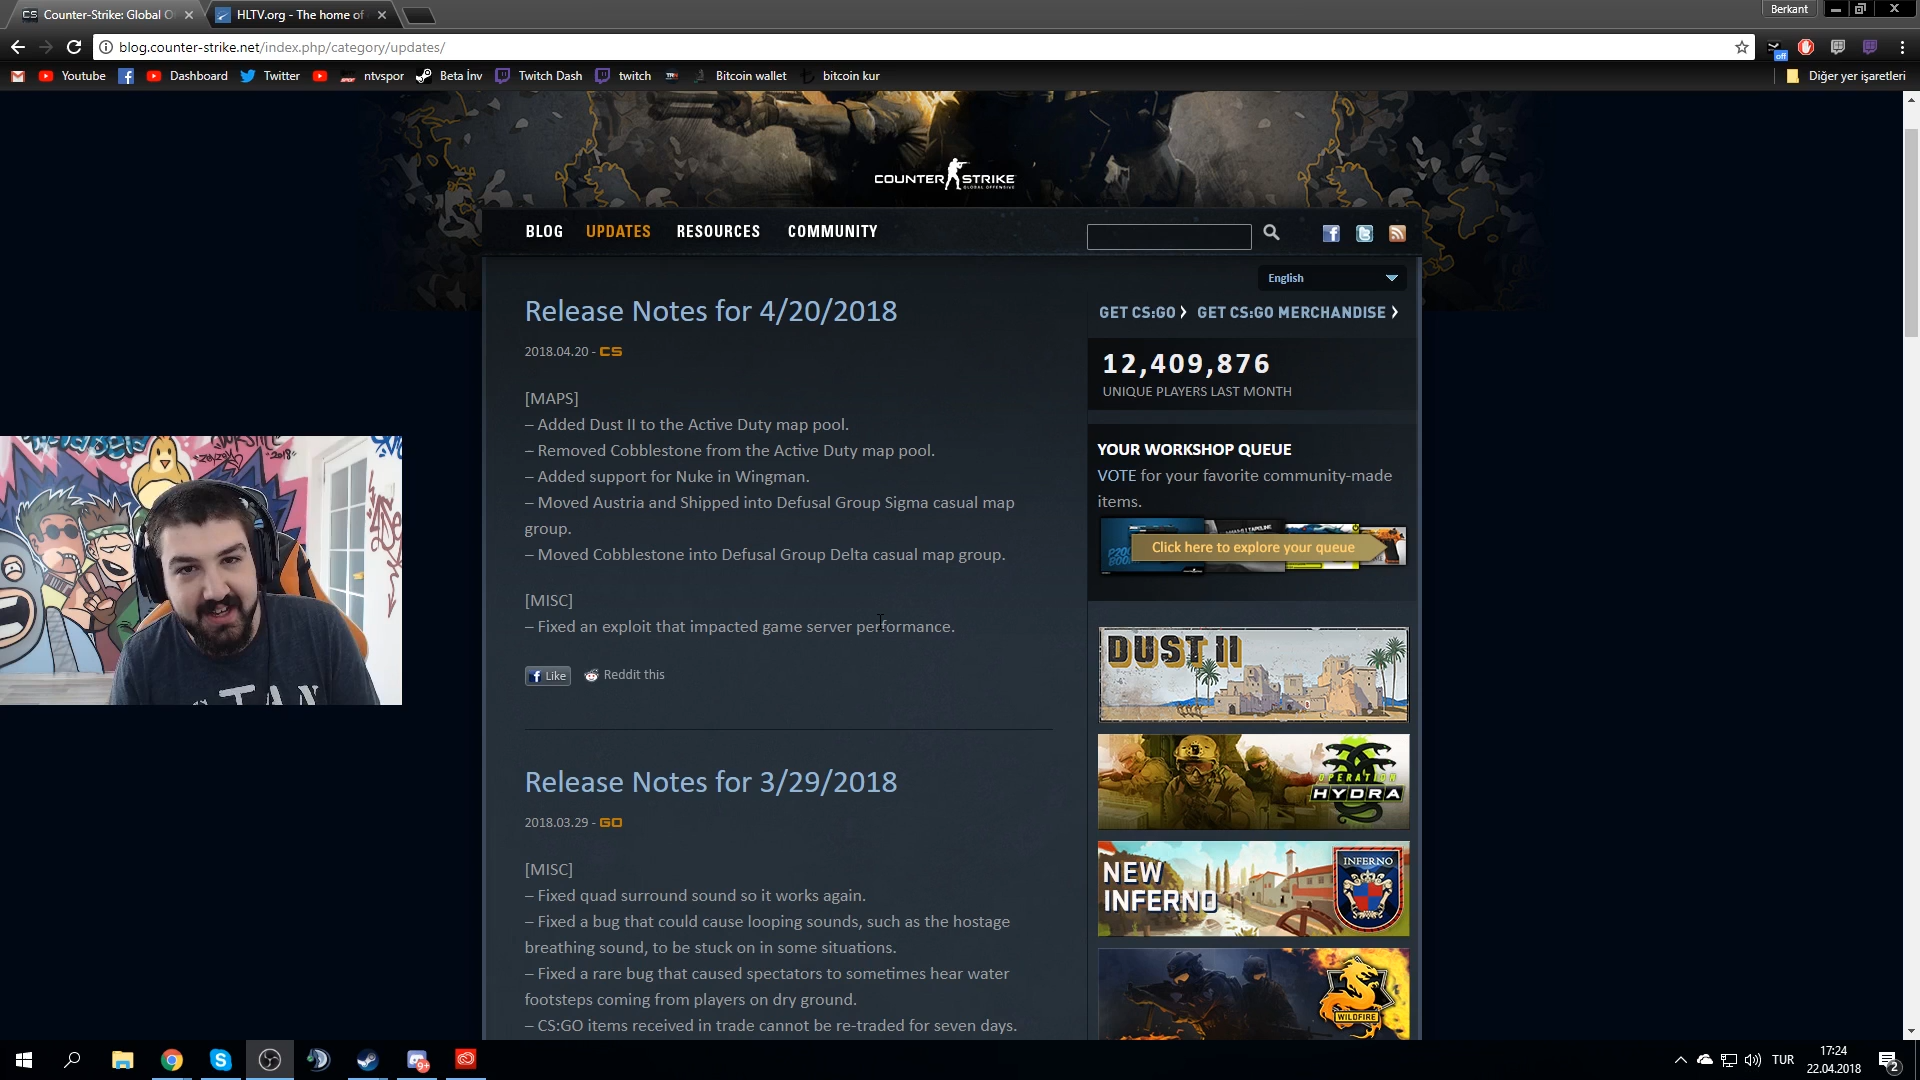 Counter-Strike: Global O
HLTV.org - The home of
Berkant
blog.counter-strike.net/index.php/category/updates/
off
Youtube
Dashboard
Twitter
ntvspor
Beta İnv
Twitch Dash
twitch
Bitcoin wallet
bitcoin kur
Diğer yer işaretleri
COUNTER STRIKE
GLOBAL OFFENSIVE
BLOG
UPDATES
RESOURCES
COMMUNITY
English
Release Notes for 4/20/2018
2018.04.20 - CS
[MAPS]
– Added Dust II to the Active Duty map pool.
– Removed Cobblestone from the Active Duty map pool.
– Added support for Nuke in Wingman.
– Moved Austria and Shipped into Defusal Group Sigma casual map
group.
– Moved Cobblestone into Defusal Group Delta casual map group.
[MISC]
– Fixed an exploit that impacted game server performance.
Like
Reddit this
Release Notes for 3/29/2018
2018.03.29 - GO
[MISC]
– Fixed quad surround sound so it works again.
– Fixed a bug that could cause looping sounds, such as the hostage
breathing sound, to be stuck on in some situations.
– Fixed a rare bug that caused spectators to sometimes hear water
footsteps coming from players on dry ground.
– CS:GO items received in trade cannot be re-traded for seven days.
GET CS:GO
GET CS:GO MERCHANDISE
12,409,876
UNIQUE PLAYERS LAST MONTH
YOUR WORKSHOP QUEUE
VOTE for your favorite community-made
items.
Click here to explore your queue
DUST II
OPERATION
HYDRA
NEW
INFERNO
INFERNO
WILDFIRE
9+
TUR
17:24
22.04.2018
2